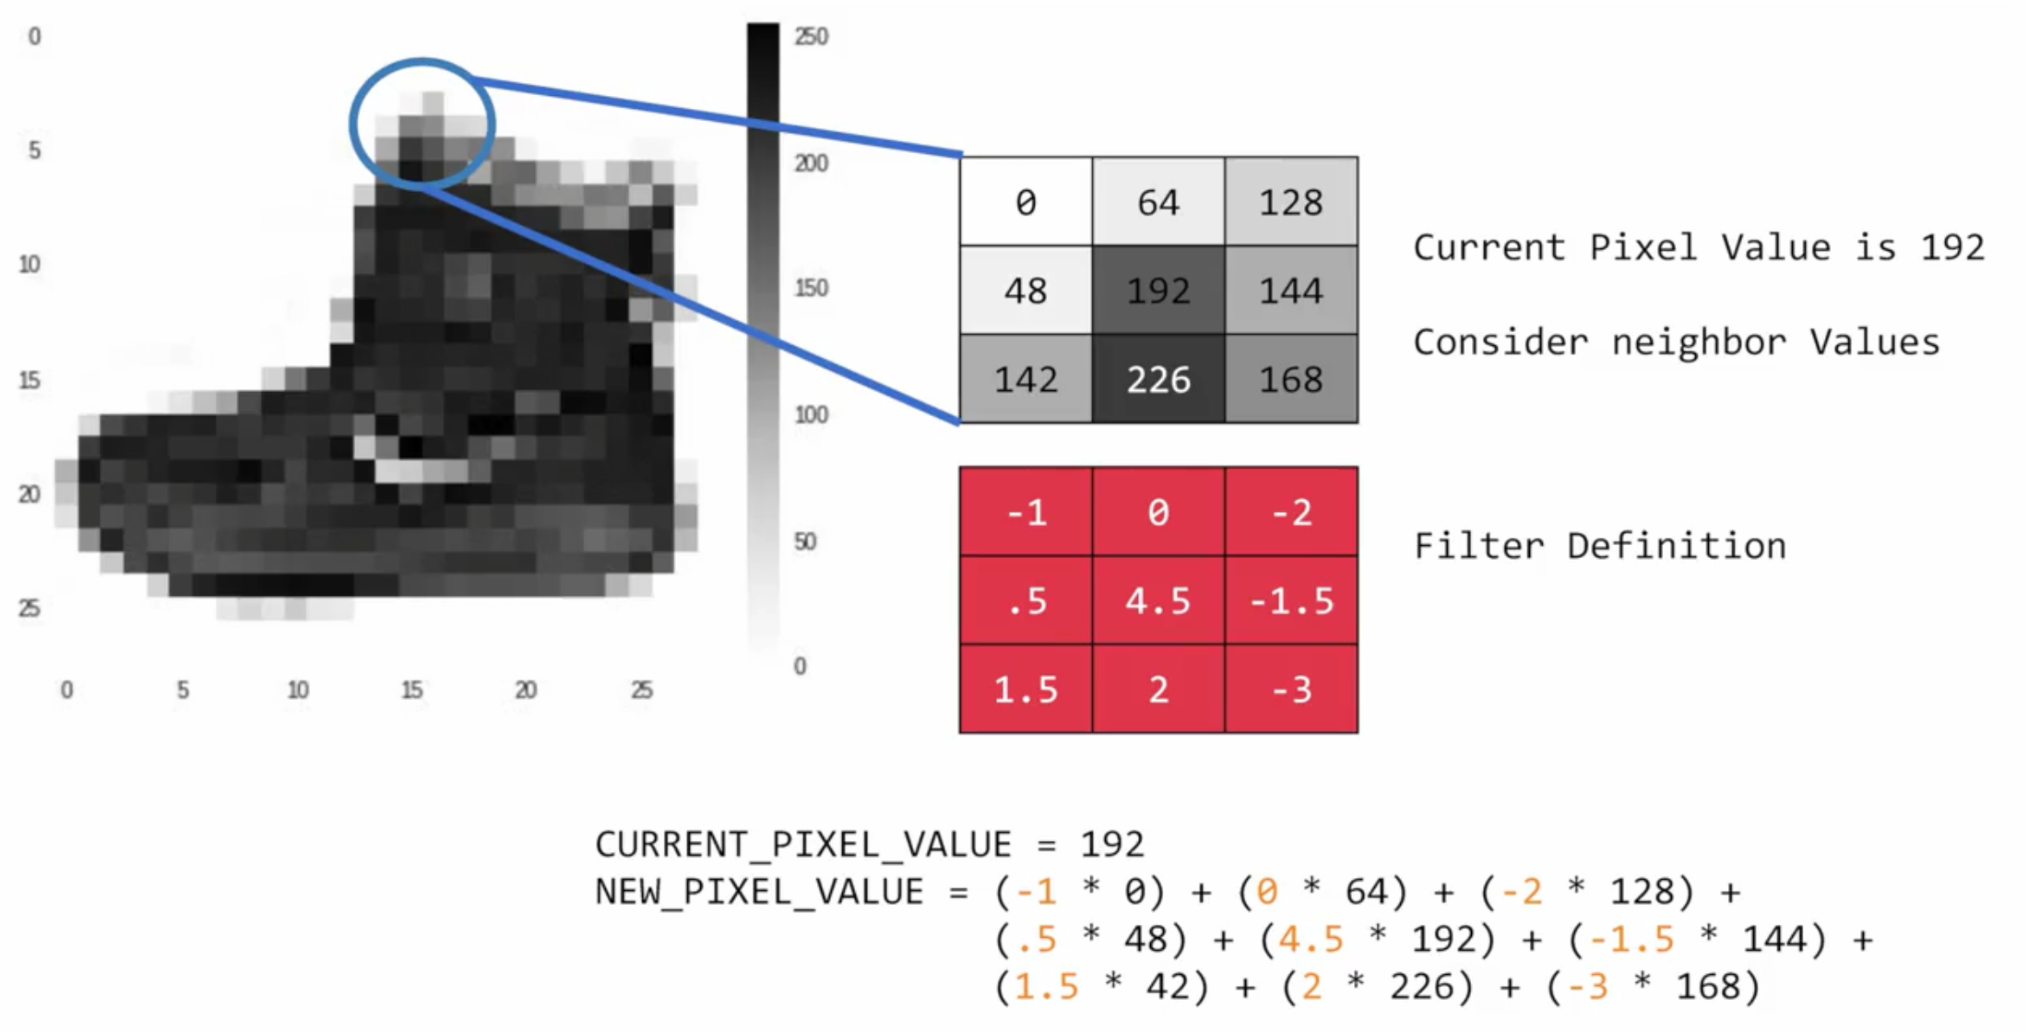 0
5
10
15
20
25
0 5 10 15 20 25
250
200
150
100
50
0
0 64 128
48 192 144
142 226 168
Current Pixel Value is 192
Consider neighbor Values
-1 0 -2
.5 4.5 -1.5
1.5 2 -3
Filter Definition
CURRENT_PIXEL_VALUE = 192
NEW_PIXEL_VALUE = (-1 * 0) + (0 * 64) + (-2 * 128) +
(.5 * 48) + (4.5 * 192) + (-1.5 * 144) +
(1.5 * 42) + (2 * 226) + (-3 * 168)